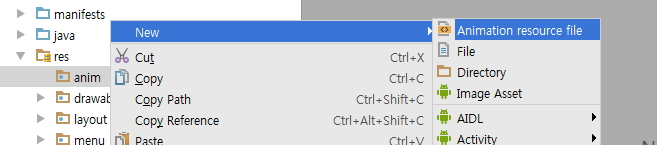 manifests
java
res
anim
drawab
layout
menu
New
Cut Ctrl+X
Copy Ctrl+C
Copy Path Ctrl+Shift+C
Copy Reference Ctrl+Alt+Shift+C
Paste Ctrl+V
Animation resource file
File
Directory
Image Asset
AIDL
Activity